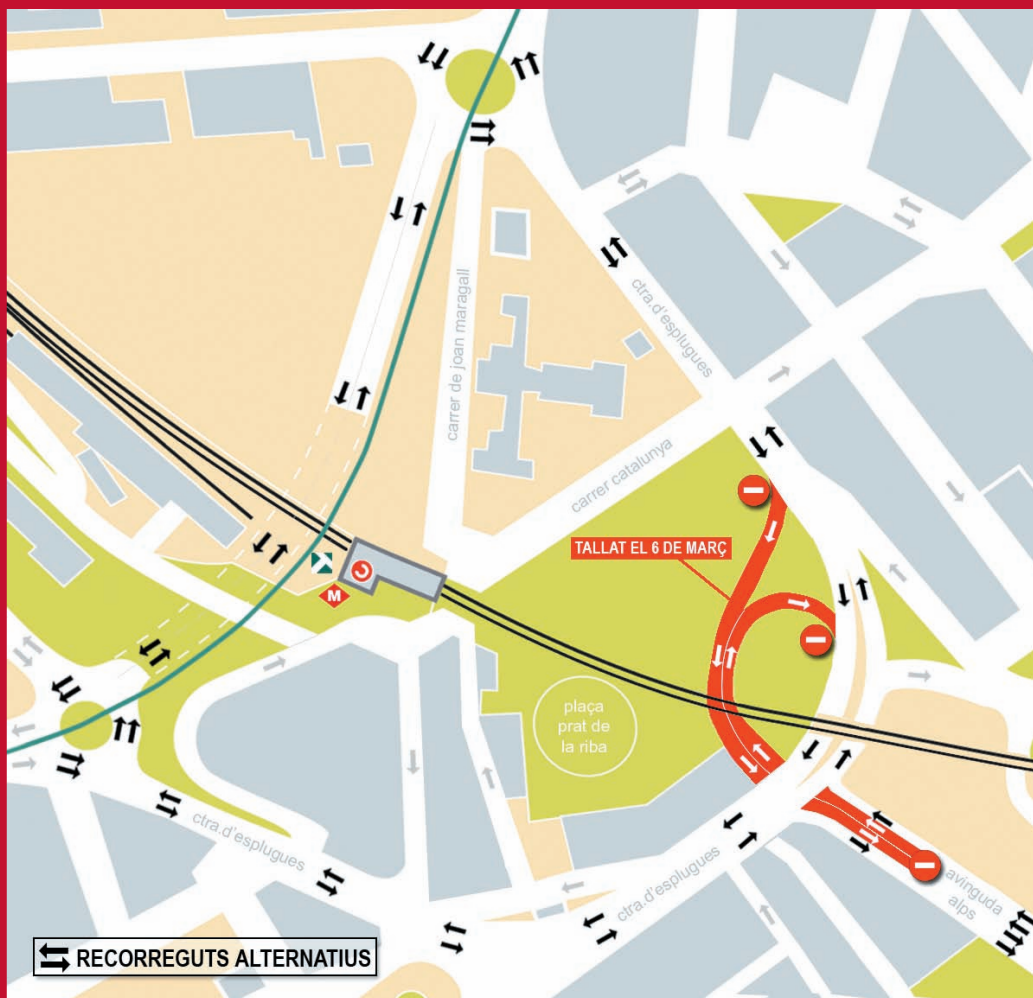 ctra.d'esplugues
carrer de joan maragall
carrer catalunya
TALLAT EL 6 DE MARÇ
M
plaça
prat de
la riba
ctra.d'esplugues
ctra.d'esplugues
avinguda
alps
RECORREGUTS ALTERNATIUS